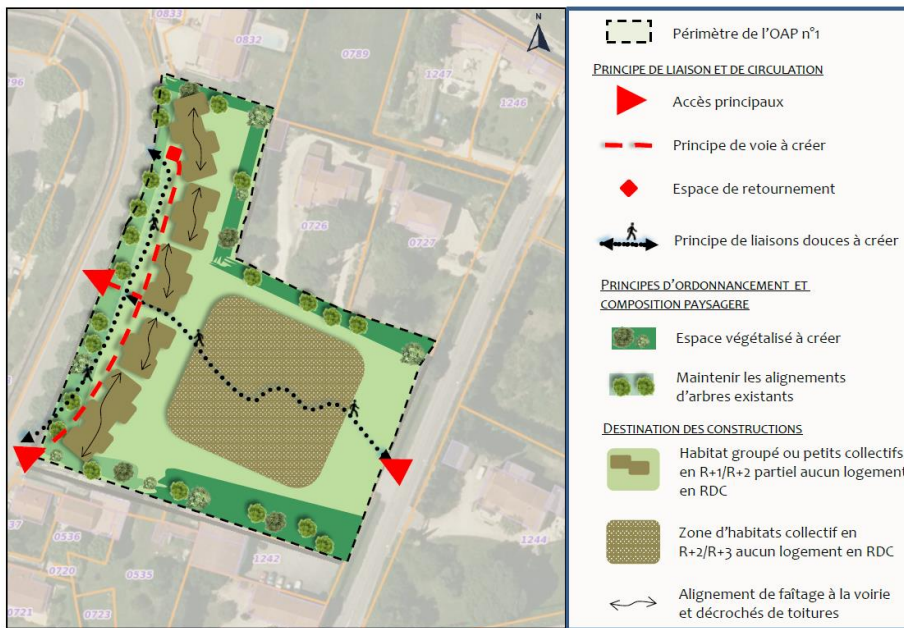 0833
0832
N
0789
1247
1246
296
0726
0727
37
0536
0535
0720
0721
0723
1242
1244
Périmètre de l'OAP n°1
PRINCIPE DE LIAISON ET DE CIRCULATION
Accès principaux
Principe de voie à créer
Espace de retournement
Principe de liaisons douces à créer
PRINCIPES D'ORDONNANCEMENT ET
COMPOSITION PAYSAGERE
Espace végétalisé à créer
Maintenir les alignements
d'arbres existants
DESTINATION DES CONSTRUCTIONS
Habitat groupé ou petits collectifs
en R+1/R+2 partiel aucun logement
en RDC
Zone d'habitats collectif en
R+2/R+3 aucun logement en RDC
Alignement de faîtage à la voirie
et décrochés de toitures